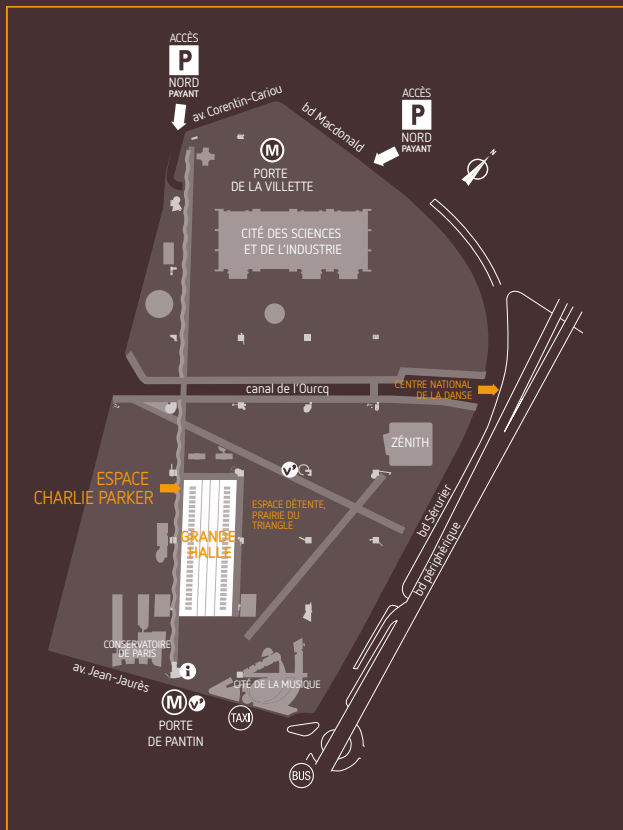 ACCÈS
P
NORD
PAYANT
av. Corentin-Cariou
bd Macdonald
ACCÈS
P
NORD
PAYANT
N
M
PORTE
DE LA VILLETTE
CITÉ DES SCIENCES
ET DE L'INDUSTRIE
canal de l'Ourcq
CENTRE NATIONAL
DE LA DANSE
ZÉNITH
V'
ESPACE
CHARLIE PARKER
ESPACE DÉTENTE,
PRAIRIE DU
TRIANGLE
GRANDE
HALLE
bd Sérurier
bd périphérique
CONSERVATOIRE
DE PARIS
i
av. Jean-Jaurès
CITÉ DE LA MUSIQUE
M
V'
TAXI
PORTE
DE PANTIN
BUS